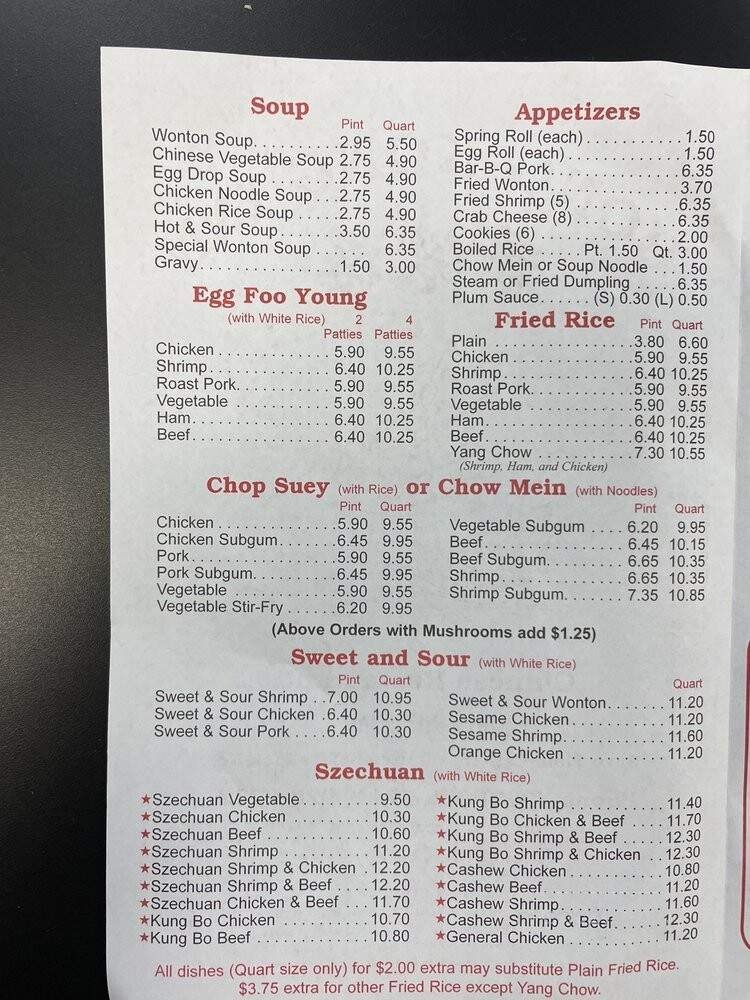 Soup
Pint Quart
Wonton Soup..........2.95 5.50
Chinese Vegetable Soup 2.75 4.90
Egg Drop Soup ........2.75 4.90
Chicken Noodle Soup ...2.75 4.90
Chicken Rice Soup .....2.75 4.90
Hot & Sour Soup.......3.50 6.35
Special Wonton Soup ...... 6.35
Gravy................1.50 3.00
Egg Foo Young
(with White Rice) 2 4
Patties Patties
Chicken ............. 5.90 9.55
Shrimp.............. 6.40 10.25
Roast Pork........... 5.90 9.55
Vegetable ........... 5.90 9.55
Ham................ 6.40 10.25
Beef................ 6.40 10.25
Appetizers
Spring Roll (each)...........1.50
Egg Roll (each).............1.50
Bar-B-Q Pork...............6.35
Fried Wonton...............3.70
Fried Shrimp (5) ............6.35
Crab Cheese (8) ............6.35
Cookies (6) ................2.00
Boiled Rice ..... Pt. 1.50 Qt. 3.00
Chow Mein or Soup Noodle ...1.50
Steam or Fried Dumpling .....6.35
Plum Sauce...... (S) 0.30 (L) 0.50
Fried Rice Pint Quart
Plain .................3.80 6.60
Chicken ..............5.90 9.55
Shrimp...............6.40 10.25
Roast Pork............5.90 9.55
Vegetable ............5.90 9.55
Ham.................6.40 10.25
Beef.................6.40 10.25
Yang Chow ...........7.30 10.55
(Shrimp, Ham, and Chicken)
Chop Suey (with Rice) or Chow Mein (with Noodles)
Pint Quart
Chicken .............5.90 9.55
Chicken Subgum.......6.45 9.95
Pork................5.90 9.55
Pork Subgum..........6.45 9.95
Vegetable ...........5.90 9.55
Vegetable Stir-Fry ......6.20 9.95
Pint Quart
Vegetable Subgum .... 6.20 9.95
Beef................. 6.45 10.15
Beef Subgum.......... 6.65 10.35
Shrimp............... 6.65 10.35
Shrimp Subgum........ 7.35 10.85
(Above Orders with Mushrooms add $1.25)
Sweet and Sour (with White Rice)
Pint Quart
Sweet & Sour Shrimp ..7.00 10.95
Sweet & Sour Chicken .6.40 10.30
Sweet & Sour Pork ....6.40 10.30
Quart
Sweet & Sour Wonton....... 11.20
Sesame Chicken........... 11.20
Sesame Shrimp............ 11.60
Orange Chicken ........... 11.20
Szechuan (with White Rice)
★Szechuan Vegetable.........9.50
★Szechuan Chicken .........10.30
★Szechuan Beef ............10.60
★Szechuan Shrimp ..........11.20
★Szechuan Shrimp & Chicken .12.20
★Szechuan Shrimp & Beef ....12.20
★Szechuan Chicken & Beef ...11.70
★Kung Bo Chicken ..........10.70
★Kung Bo Beef .............10.80
★Kung Bo Shrimp ...........11.40
★Kung Bo Chicken & Beef ....11.70
★Kung Bo Shrimp & Beef .....12.30
★Kung Bo Shrimp & Chicken ..12.30
★Cashew Chicken............10.80
★Cashew Beef...............11.20
★Cashew Shrimp.............11.60
★Cashew Shrimp & Beef......12.30
★General Chicken............11.20
All dishes (Quart size only) for $2.00 extra may substitute Plain Fried Rice.
$3.75 extra for other Fried Rice except Yang Chow.